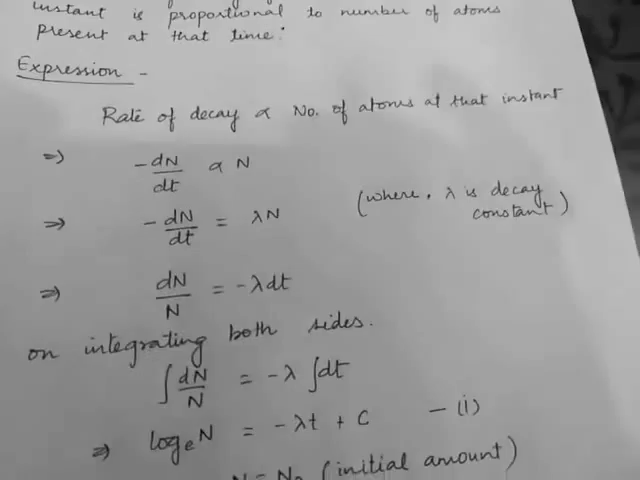 instant is proportional to number of atoms
present at that time.
Expression -
Rate of decay ∝ No. of atoms at that instant
⇒ -dN/dt ∝ N
⇒ -dN/dt = λN (where, λ is decay constant)
⇒ dN/N = -λdt
on integrating both sides.
∫dN/N = -λ∫dt
⇒ logₑN = -λt + C - (i)
N = N₀ (initial amount)